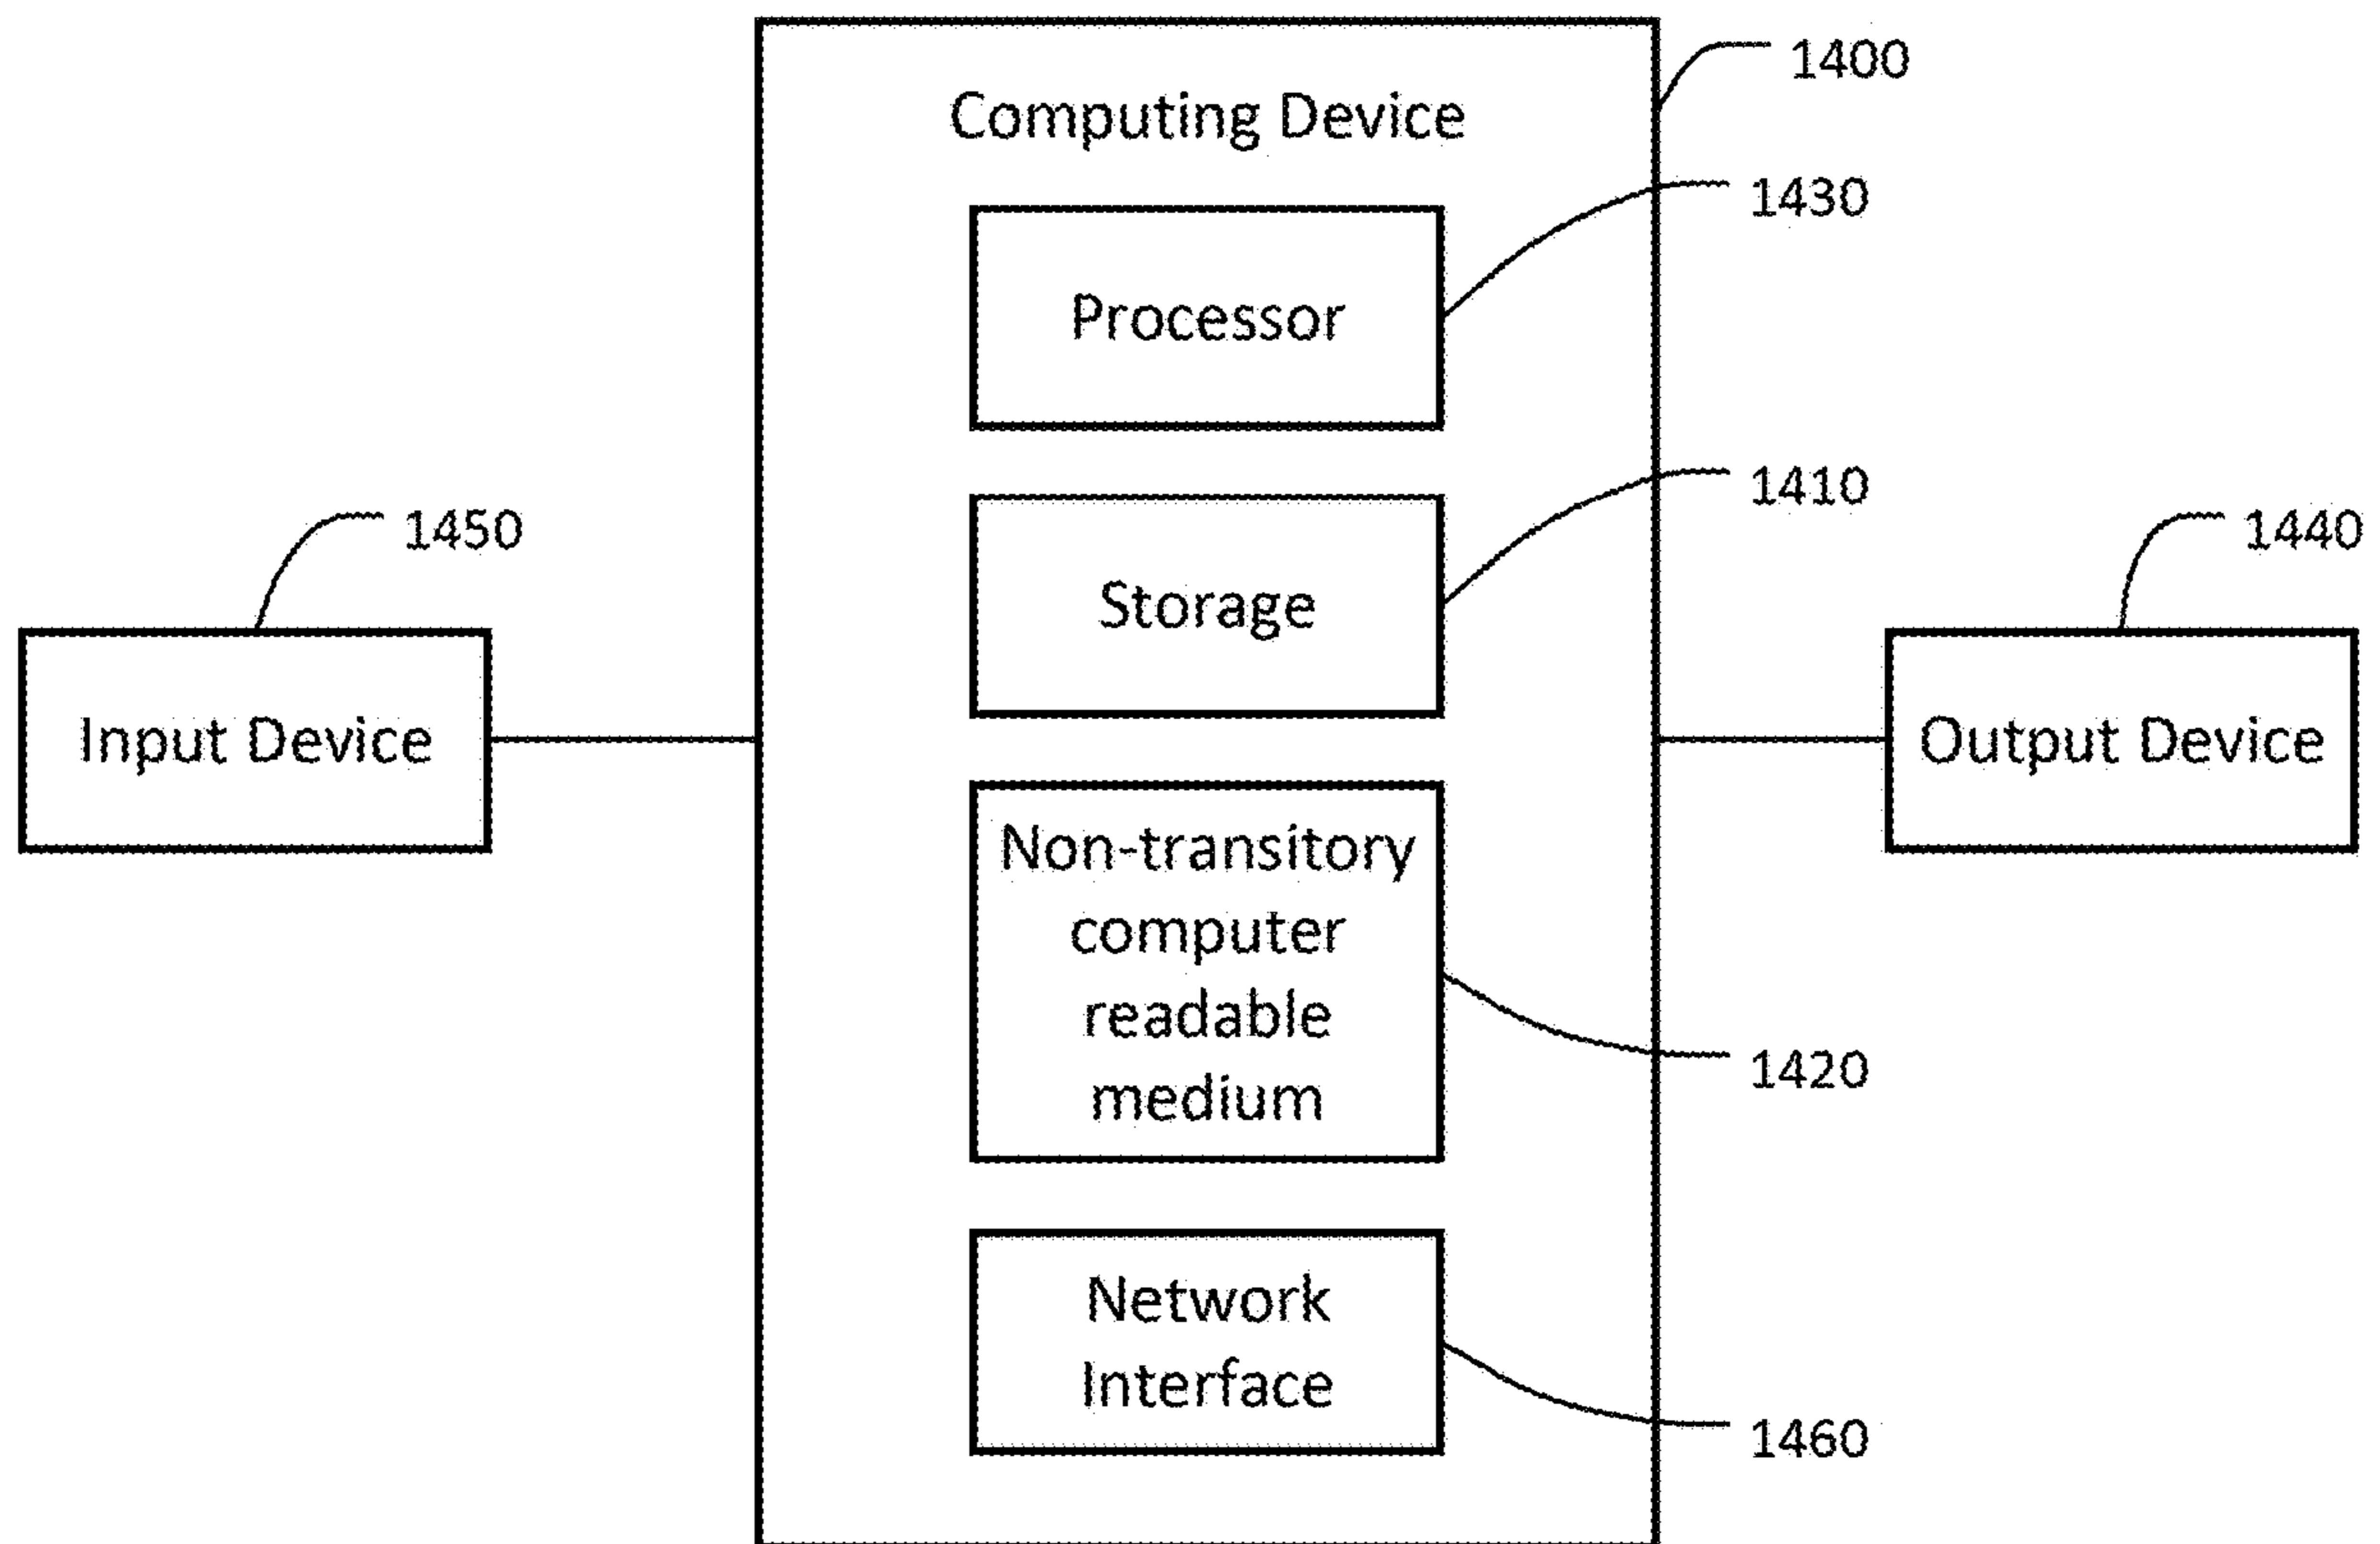 1400
Computing Device
1430
Processor
1410
Storage
1450
1440
Input Device
Output Device
Non-transitory
computer
readable
medium
1420
Network
Interface
1460